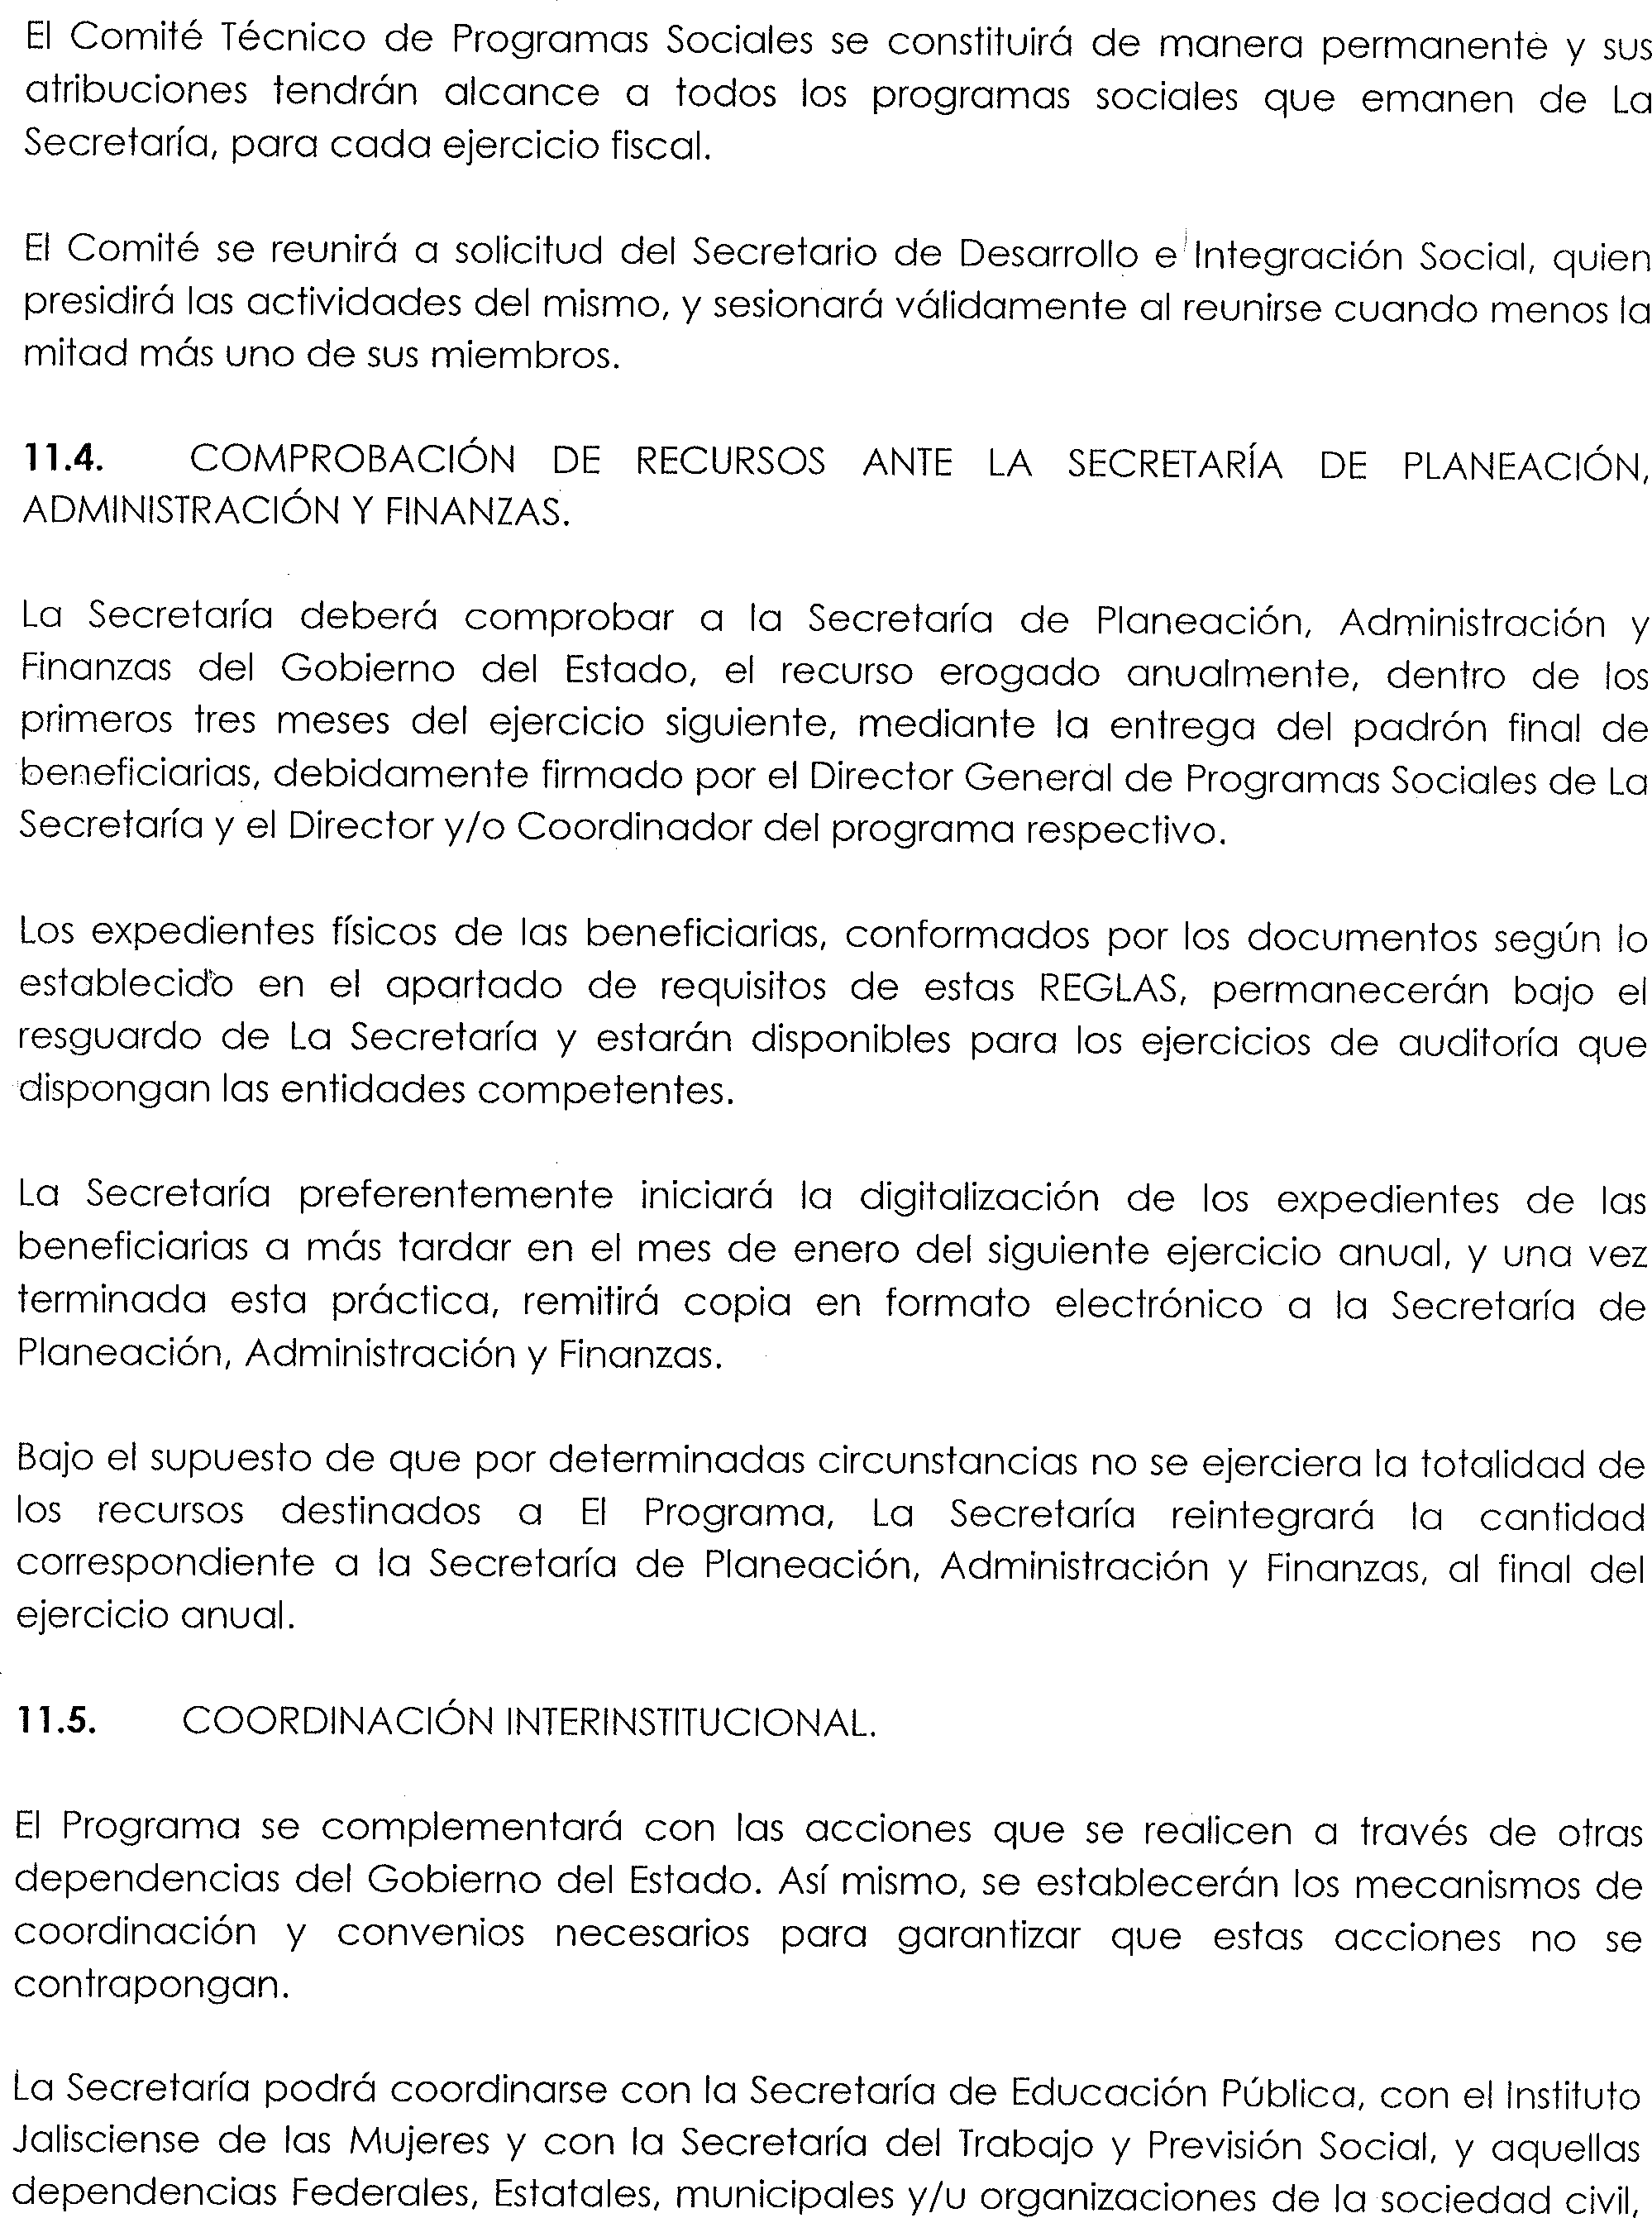 El Comité Técnico de Programas Sociales se constituirá de manera permanente y sus
atribuciones tendrán alcance a todos los programas sociales que emanen de La
Secretaría, para cada ejercicio fiscal.
El Comité se reunirá a solicitud del Secretario de Desarrollo e Integración Social, quien
presidirá las actividades del mismo, y sesionará válidamente al reunirse cuando menos la
mitad más uno de sus miembros.
11.4. COMPROBACIÓN DE RECURSOS ANTE LA SECRETARÍA DE PLANEACIÓN,
ADMINISTRACIÓN Y FINANZAS.
La Secretaría deberá comprobar a la Secretaría de Planeación, Administración y
Finanzas del Gobierno del Estado, el recurso erogado anualmente, dentro de los
primeros tres meses del ejercicio siguiente, mediante la entrega del padrón final de
beneficiarias, debidamente firmado por el Director General de Programas Sociales de La
Secretaría y el Director y/o Coordinador del programa respectivo.
Los expedientes físicos de las beneficiarias, conformados por los documentos según lo
establecido en el apartado de requisitos de estas REGLAS, permanecerán bajo el
resguardo de La Secretaría y estarán disponibles para los ejercicios de auditoría que
dispongan las entidades competentes.
La Secretaría preferentemente iniciará la digitalización de los expedientes de las
beneficiarias a más tardar en el mes de enero del siguiente ejercicio anual, y una vez
terminada esta práctica, remitirá copia en formato electrónico a la Secretaría de
Planeación, Administración y Finanzas.
Bajo el supuesto de que por determinadas circunstancias no se ejerciera la totalidad de
los recursos destinados a El Programa, La Secretaría reintegrará la cantidad
correspondiente a la Secretaría de Planeación, Administración y Finanzas, al final del
ejercicio anual.
11.5. COORDINACIÓN INTERINSTITUCIONAL.
El Programa se complementará con las acciones que se realicen a través de otras
dependencias del Gobierno del Estado. Así mismo, se establecerán los mecanismos de
coordinación y convenios necesarios para garantizar que estas acciones no se
contrapongan.
La Secretaría podrá coordinarse con la Secretaría de Educación Pública, con el Instituto
Jalisciense de las Mujeres y con la Secretaría del Trabajo y Previsión Social, y aquellas
dependencias Federales, Estatales, municipales y/u organizaciones de la sociedad civil,